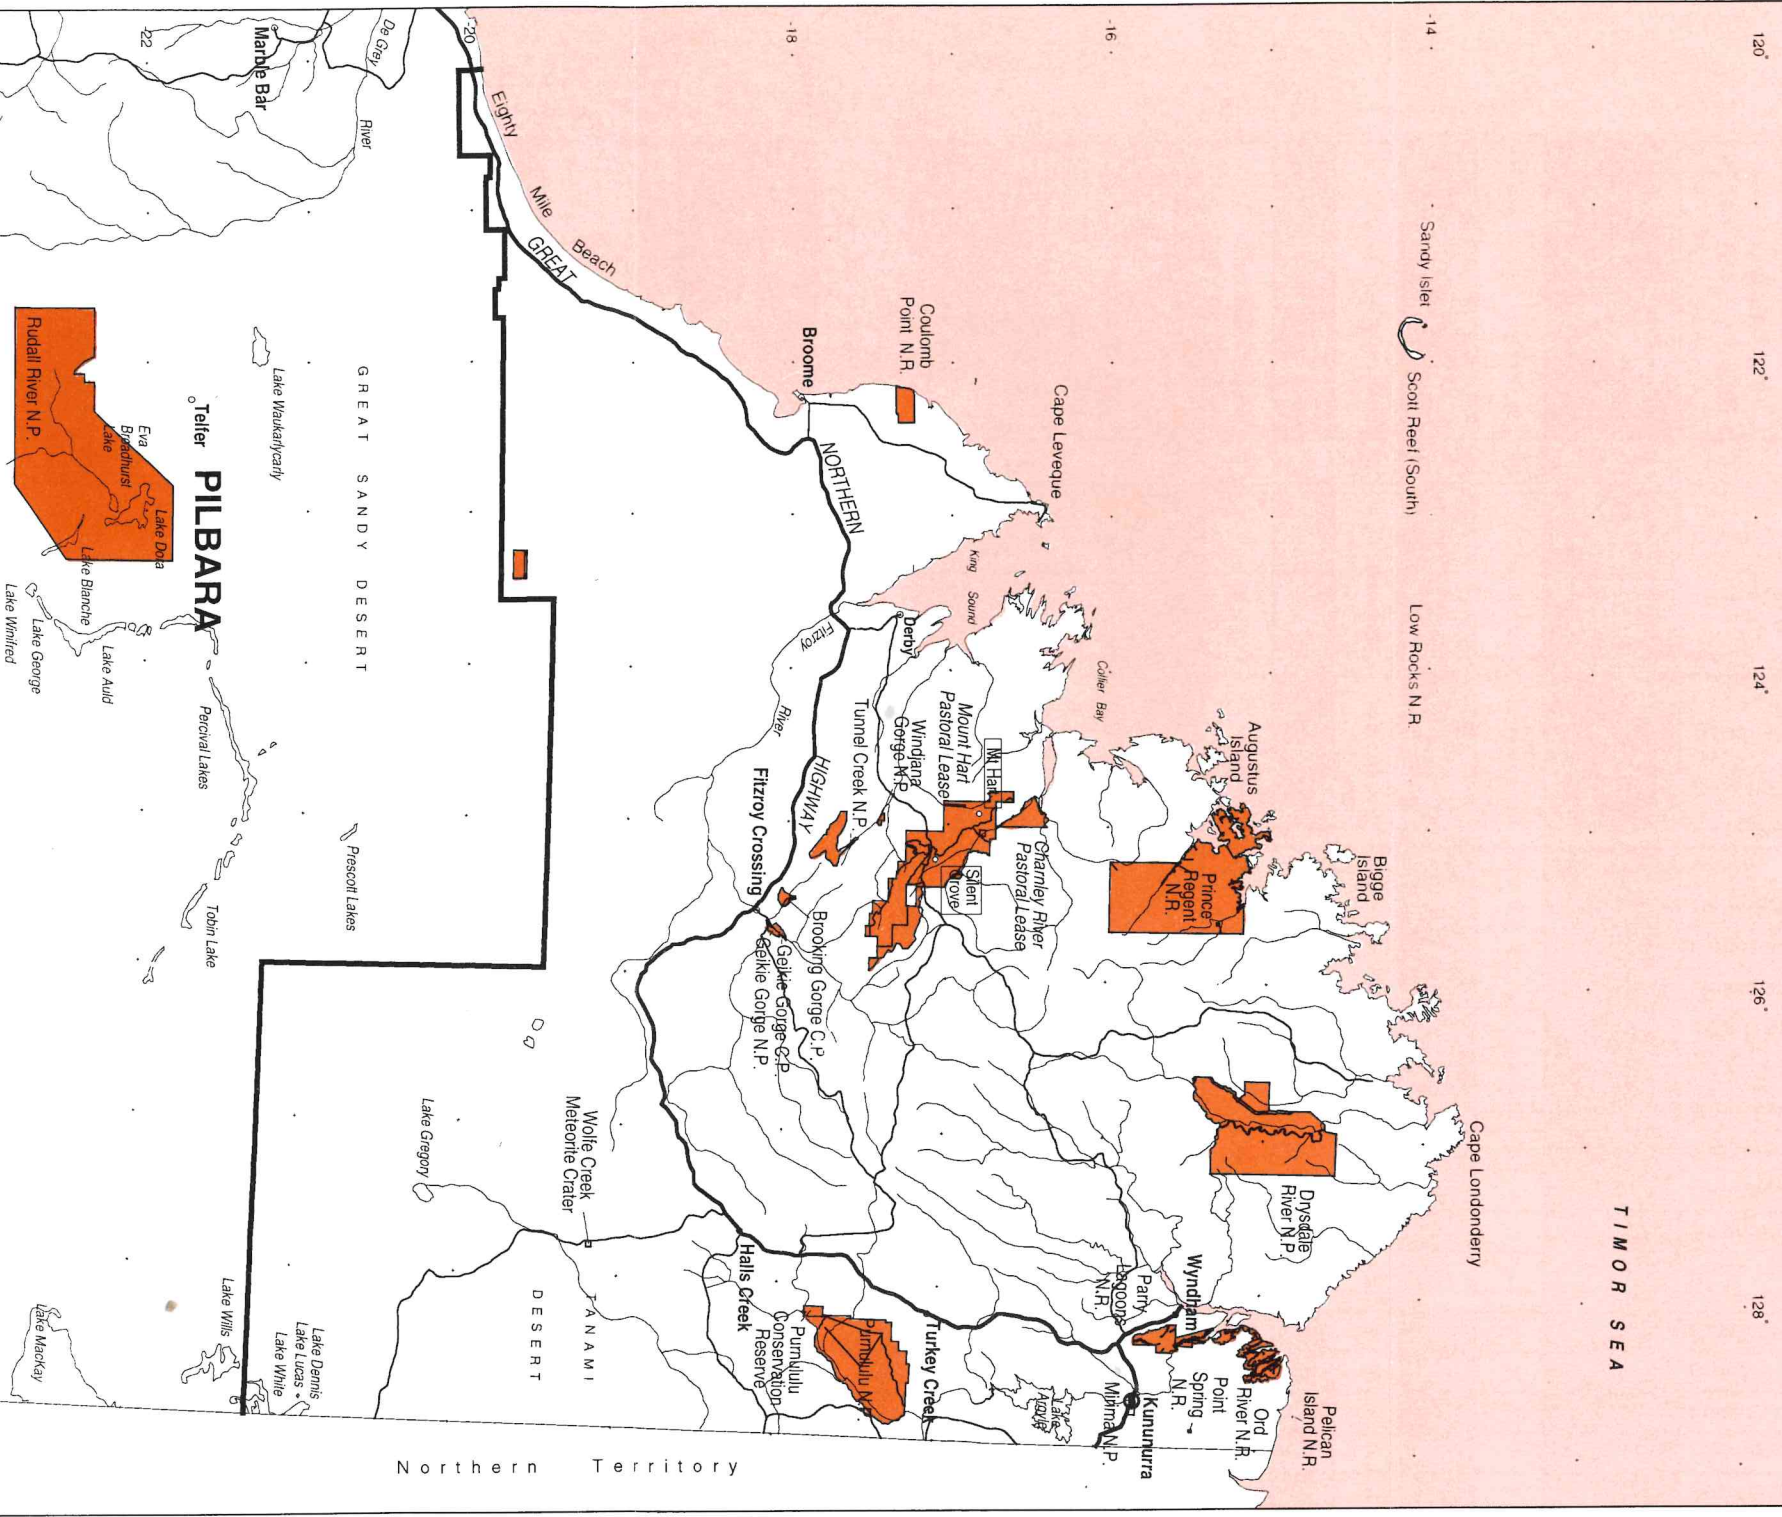 120°
122°
124°
126°
128°
-14
-16
-18
-20
-22
TIMOR SEA
Sandy Islet
Scott Reef (South)
Low Rocks N.R.
Cape Londonderry
Bigge
Island
Augustus
Island
Prince
Regent
N.R.
Drysdale
River N.P.
Pelican
Island N.R.
Ord
River N.R.
Point
Spring
N.R.
Wyndham
Parry
Lagoons
N.R.
Kununurra
Mirima N.P.
Lake
Argyle
Collier Bay
Cape Leveque
King Sound
Mt Hart
Mount Hart
Pastoral Lease
Charnley River
Pastoral Lease
Silent
Grove
Windjana
Gorge N.P.
Tunnel Creek N.P.
Derby
Coulomb
Point N.R.
Broome
GREAT
NORTHERN
HIGHWAY
Fitzroy
River
Fitzroy Crossing
Brooking Gorge C.P.
Geikie Gorge C.P.
Geikie Gorge N.P.
Turkey Creek
Purnululu N.P.
Purnululu
Conservation
Reserve
Halls Creek
Wolfe Creek
Meteorite Crater
TANAMI
DESERT
Lake Gregory
Eighty
Mile
Beach
De Grey
River
Marble Bar
GREAT SANDY DESERT
Lake Waukarlycarly
Telfer
PILBARA
Eva
Broadhurst
Lake
Rudall River N.P.
Lake Dora
Lake Blanche
Lake Winifred
Lake George
Lake Auld
Percival Lakes
Prescott Lakes
Tobin Lake
Lake Wills
Lake Dennis
Lake Lucas
Lake White
Lake MacKay
Northern Territory